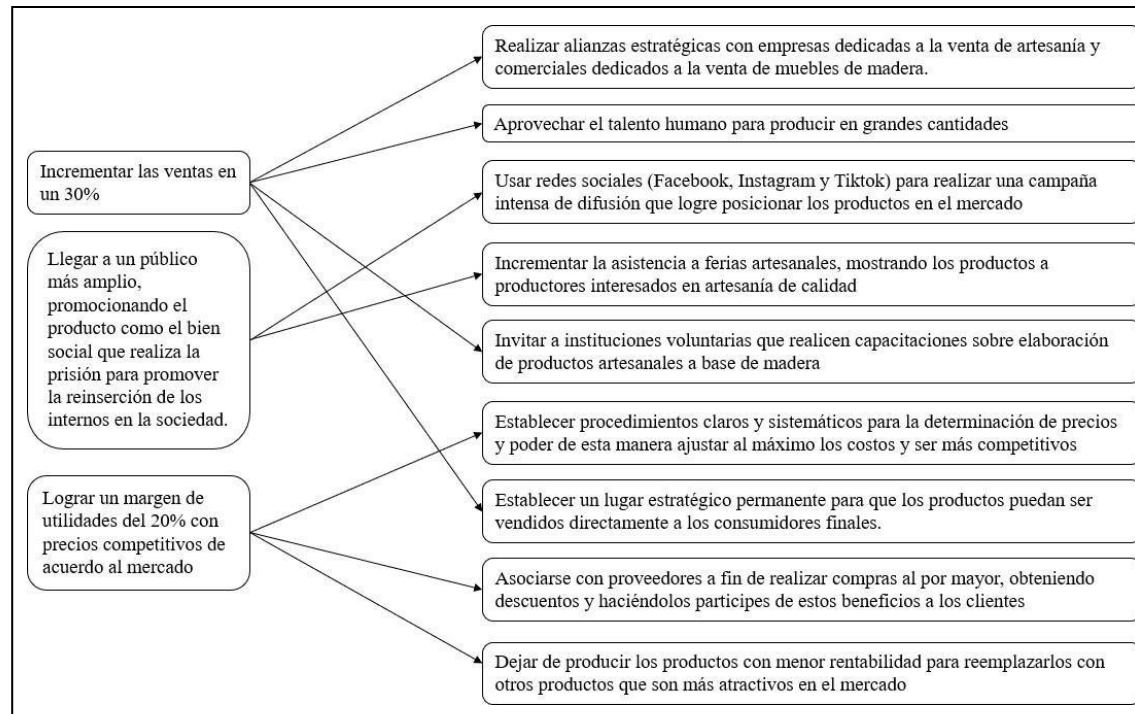 Incrementar las ventas en
un 30%
Llegar a un público
más amplio,
promocionando el
producto como el bien
social que realiza la
prisión para promover
la reinserción de los
internos en la sociedad.
Lograr un margen de
utilidades del 20% con
precios competitivos de
acuerdo al mercado
Realizar alianzas estratégicas con empresas dedicadas a la venta de artesanía y
comerciales dedicados a la venta de muebles de madera.
Aprovechar el talento humano para producir en grandes cantidades
Usar redes sociales (Facebook, Instagram y Tiktok) para realizar una campaña
intensa de difusión que logre posicionar los productos en el mercado
Incrementar la asistencia a ferias artesanales, mostrando los productos a
productores interesados en artesanía de calidad
Invitar a instituciones voluntarias que realicen capacitaciones sobre elaboración
de productos artesanales a base de madera
Establecer procedimientos claros y sistemáticos para la determinación de precios
y poder de esta manera ajustar al máximo los costos y ser más competitivos
Establecer un lugar estratégico permanente para que los productos puedan ser
vendidos directamente a los consumidores finales.
Asociarse con proveedores a fin de realizar compras al por mayor, obteniendo
descuentos y haciéndolos participes de estos beneficios a los clientes
Dejar de producir los productos con menor rentabilidad para reemplazarlos con
otros productos que son más atractivos en el mercado